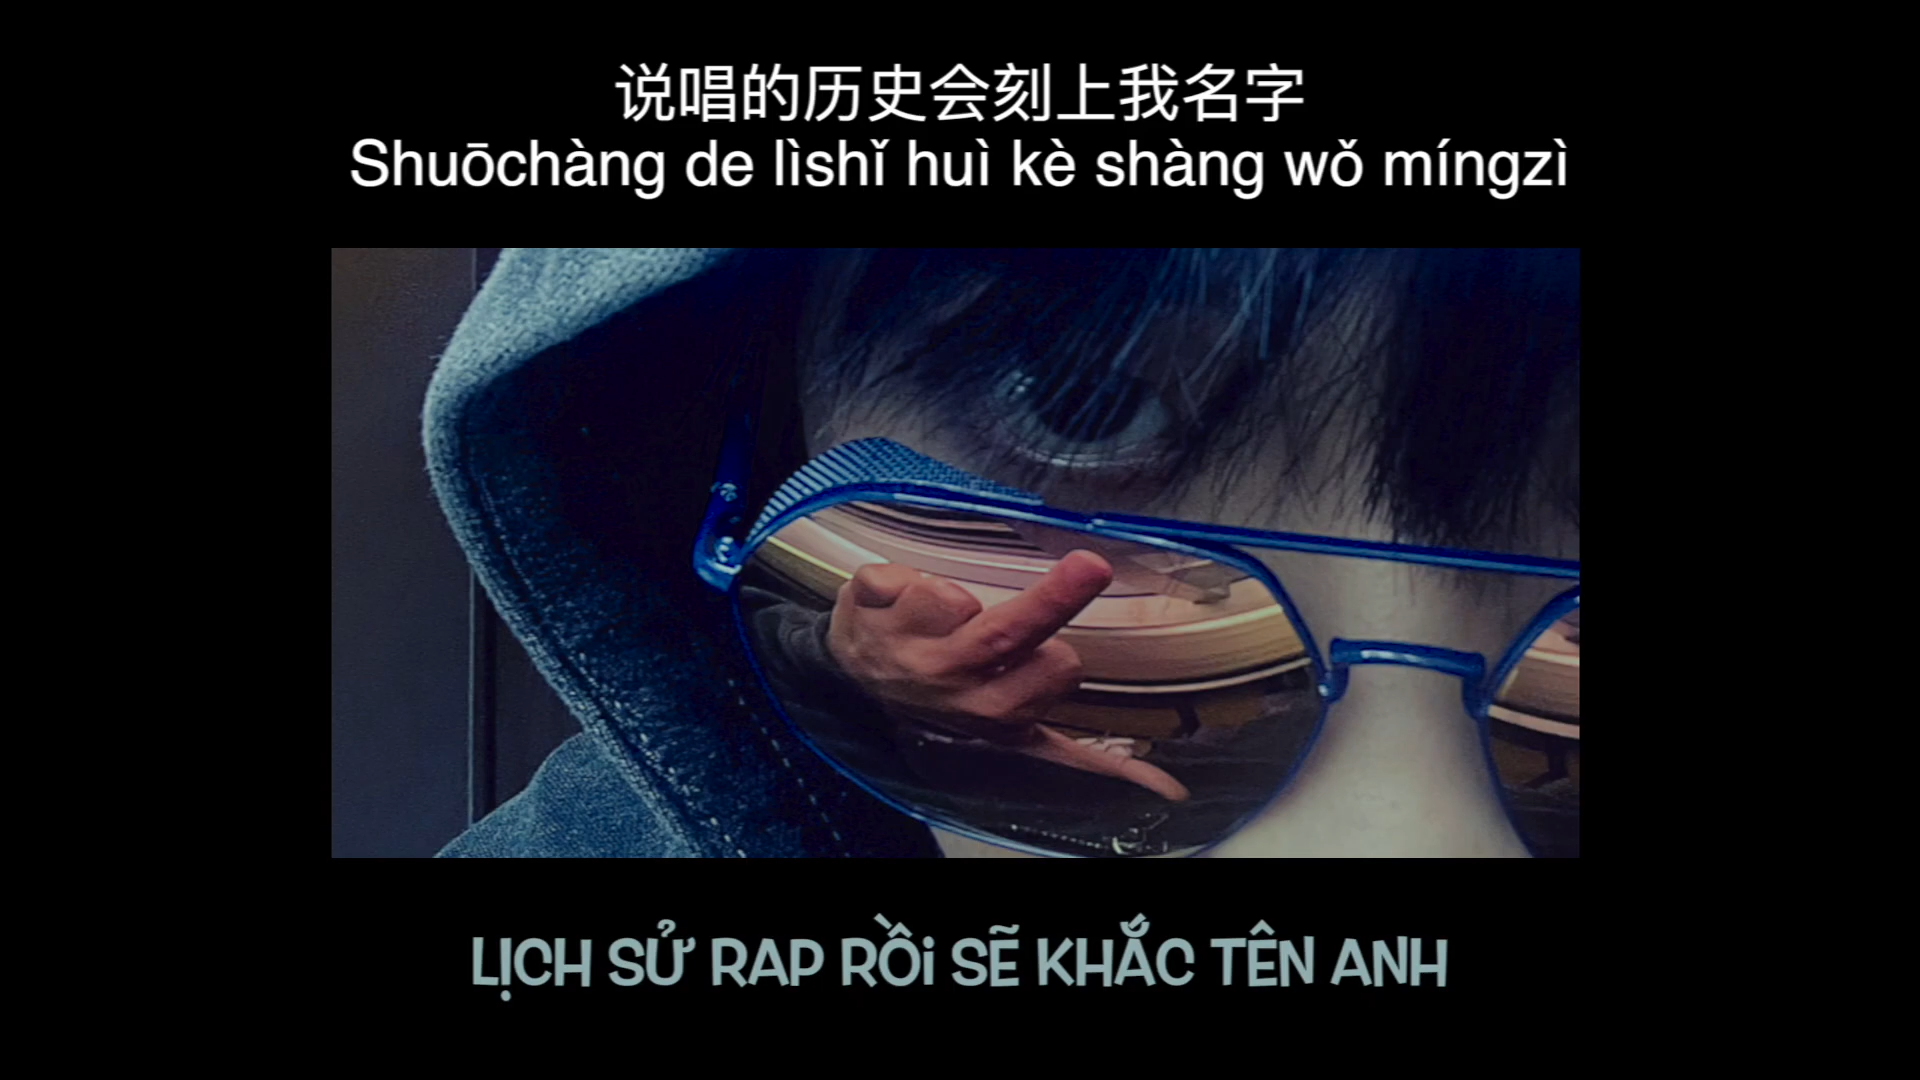 说唱的历史会刻上我名字
Shuōchàng de lìshǐ huì kè shàng wǒ míngzì
LỊCH SỬ RAP RỒI SẼ KHẮC TÊN ANH